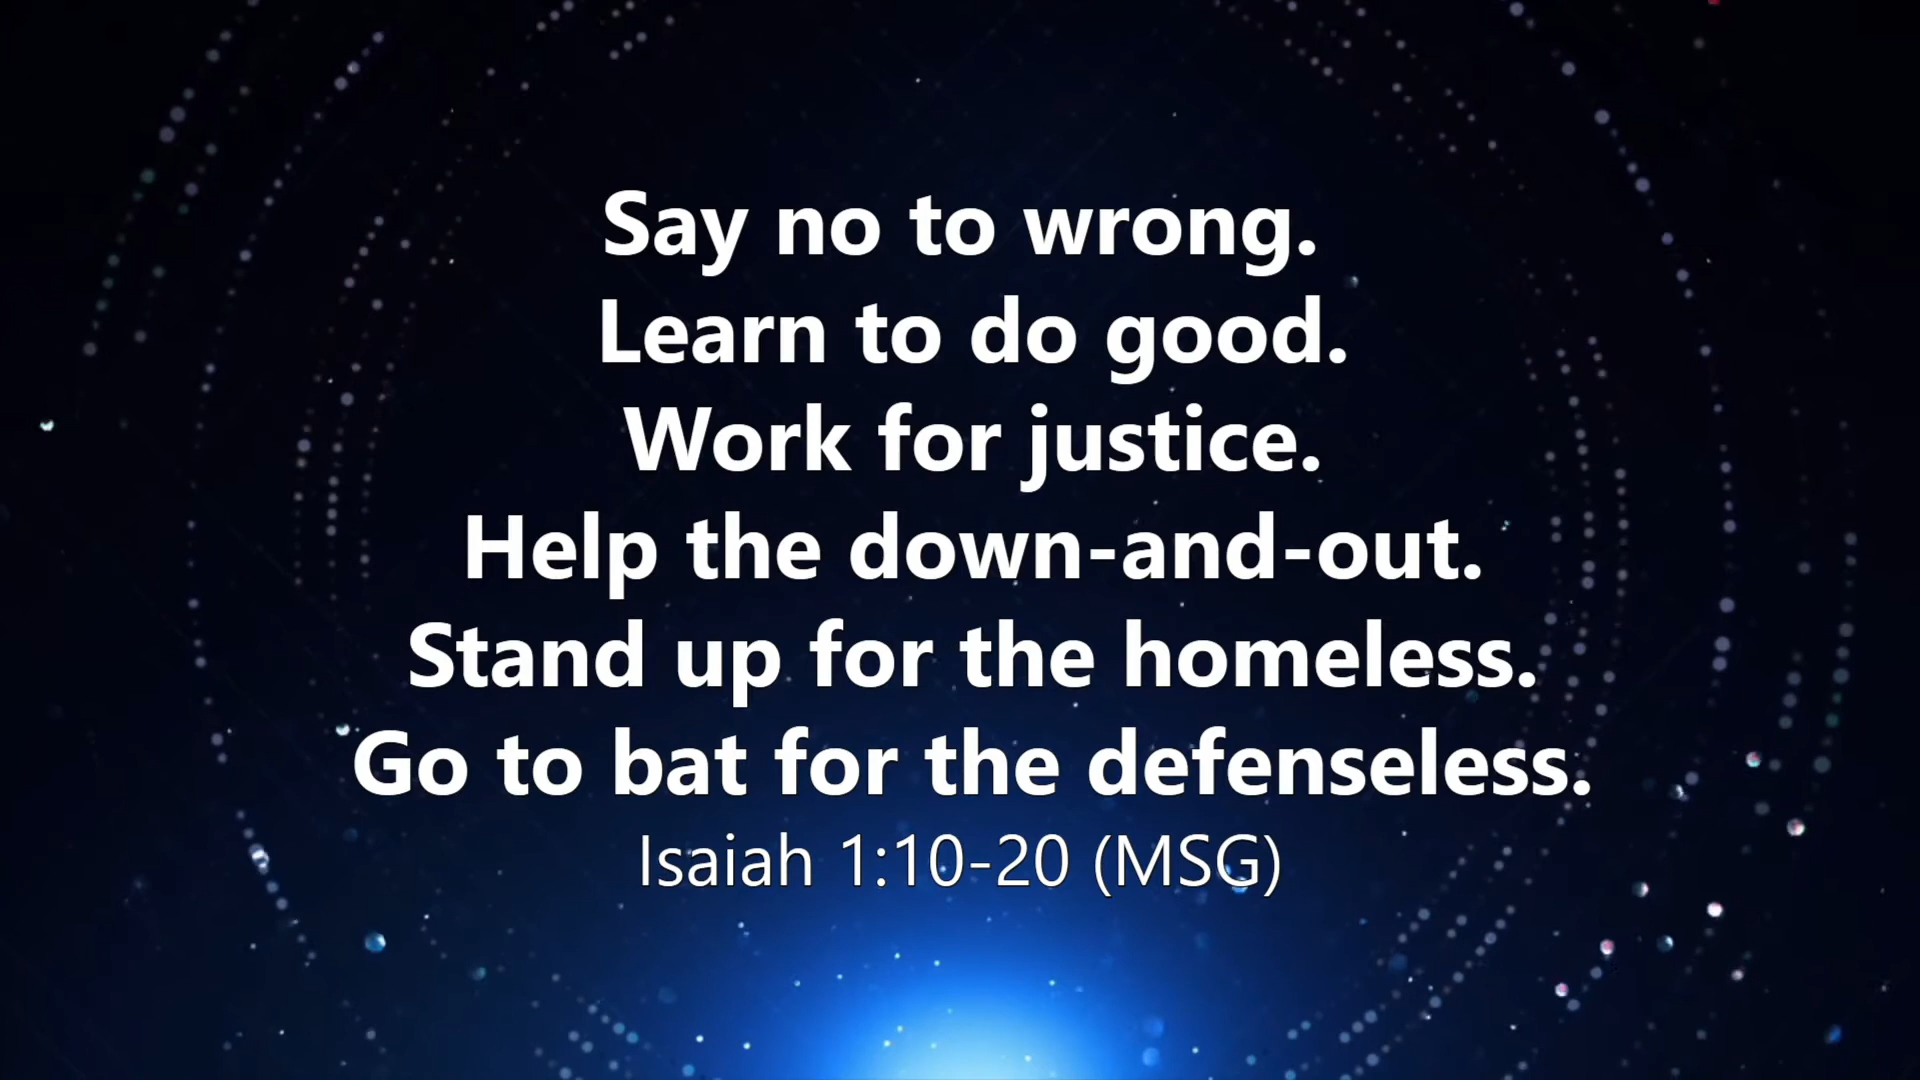 Say no to wrong.
Learn to do good.
Work for justice.
Help the down-and-out.
Stand up for the homeless.
Go to bat for the defenseless.
Isaiah 1:10-20 (MSG)